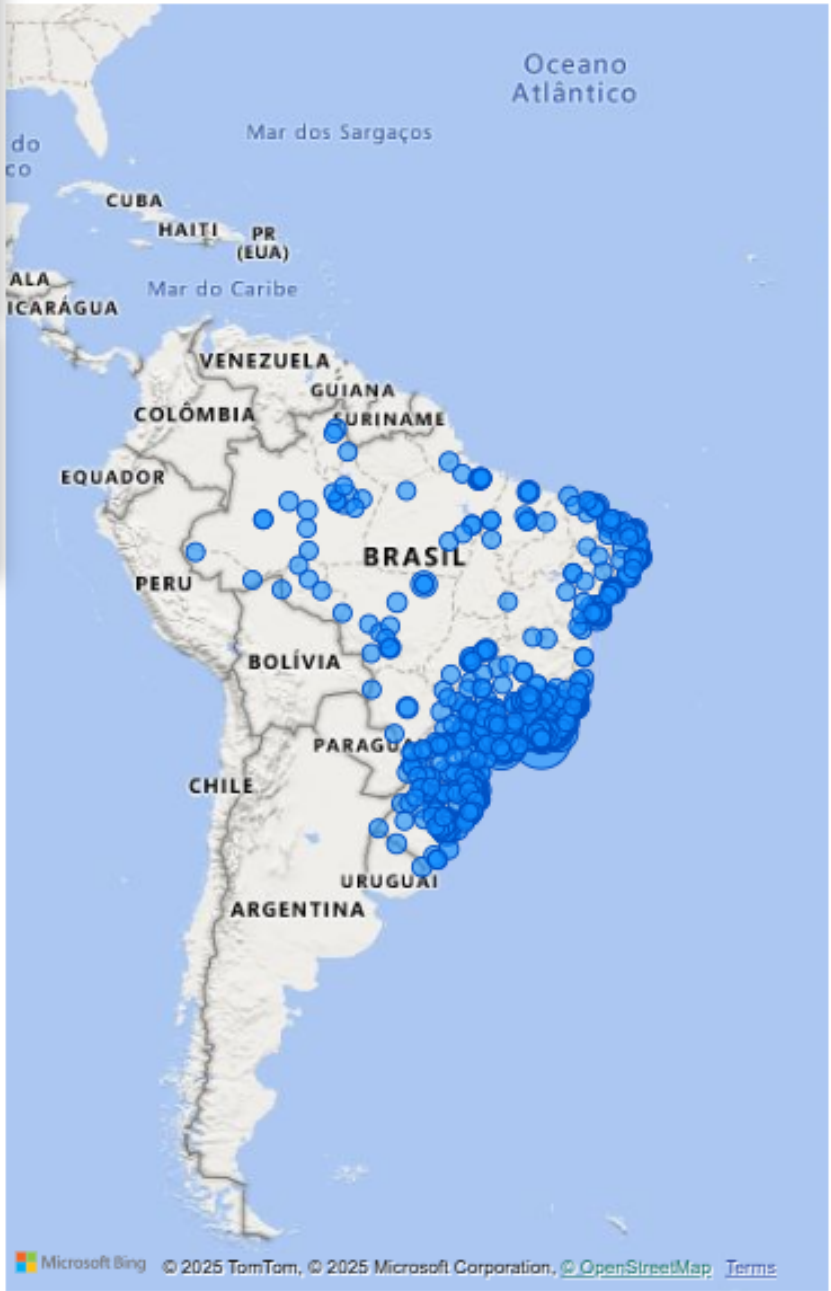 Oceano
Atlântico
Mar dos Sargaços
do
co
CUBA
HAITI
PR
(EUA)
ALA
Mar do Caribe
ICARÁGUA
VENEZUELA
GUIANA
COLÔMBIA
SURINAME
EQUADOR
BRASIL
PERU
BOLÍVIA
PARAGUA
CHILE
URUGUAI
ARGENTINA
Microsoft Bing © 2025 TomTom, © 2025 Microsoft Corporation, © OpenStreetMap Terms